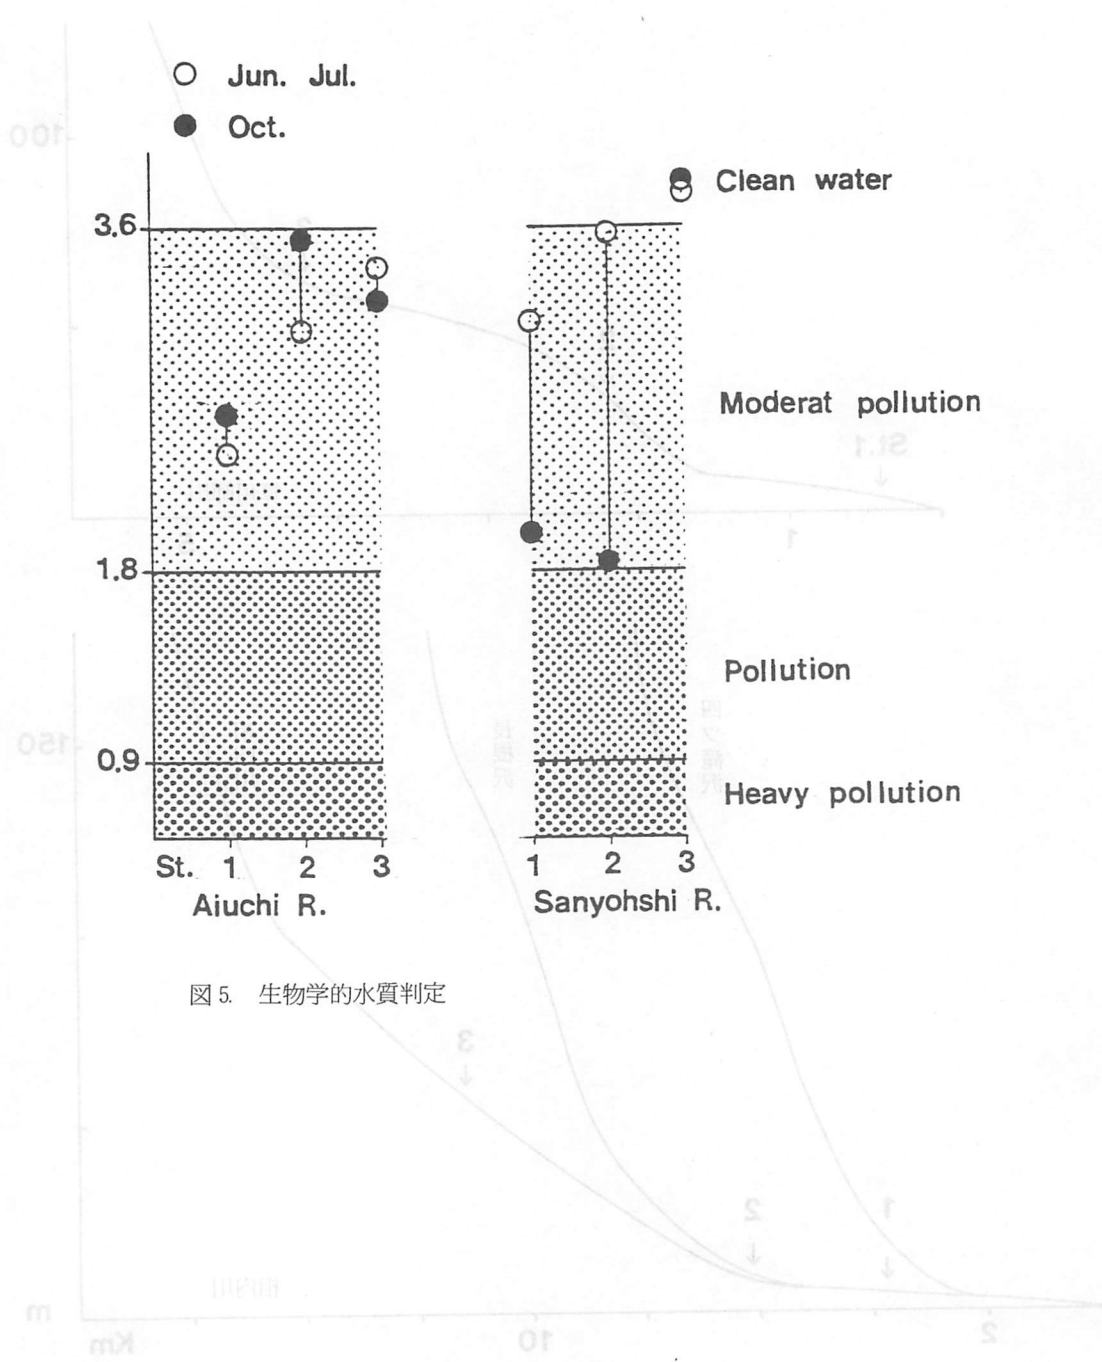 Jun. Jul.
Oct.
Clean water
3.6
Moderat pollution
1.8
Pollution
0.9
Heavy pollution
St. 1 2 3
1 2 3
Aiuchi R.
Sanyohshi R.
図5. 生物学的水質判定